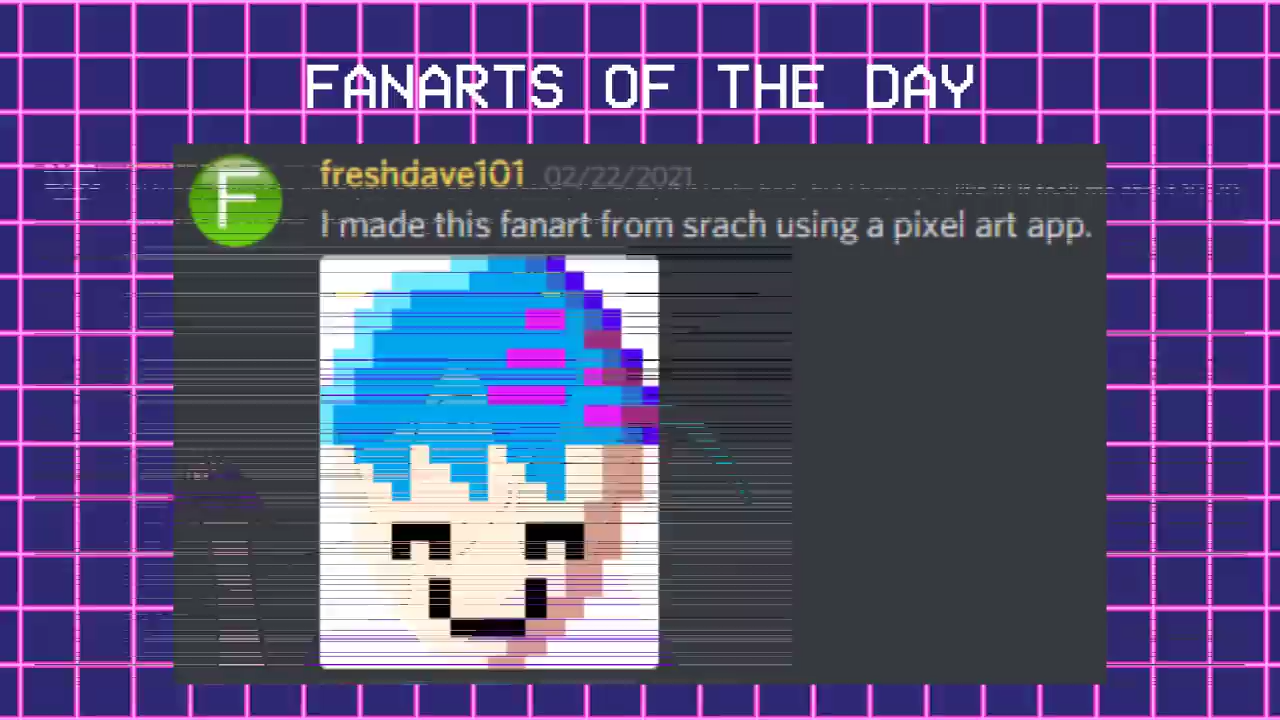 FANARTS OF THE DAY
F
freshdave101 02/22/2021
I made this fanart from srach using a pixel art app.